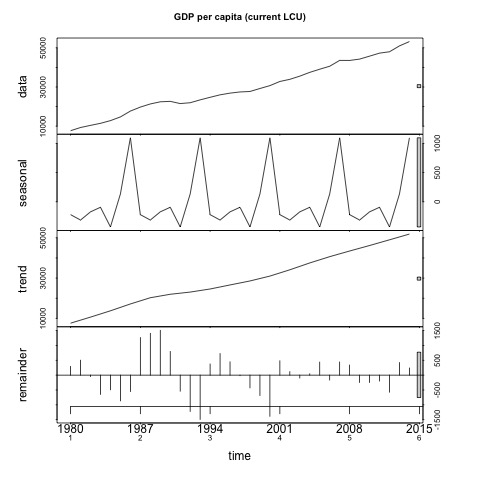 GDP per capita (current LCU)
data
10000 30000 50000
seasonal
0 500 1000
trend
10000 30000 50000
remainder
-1500 -500 500 1500
1980 1987 1994 2001 2008 2015
1 2 3 4 5 6
time